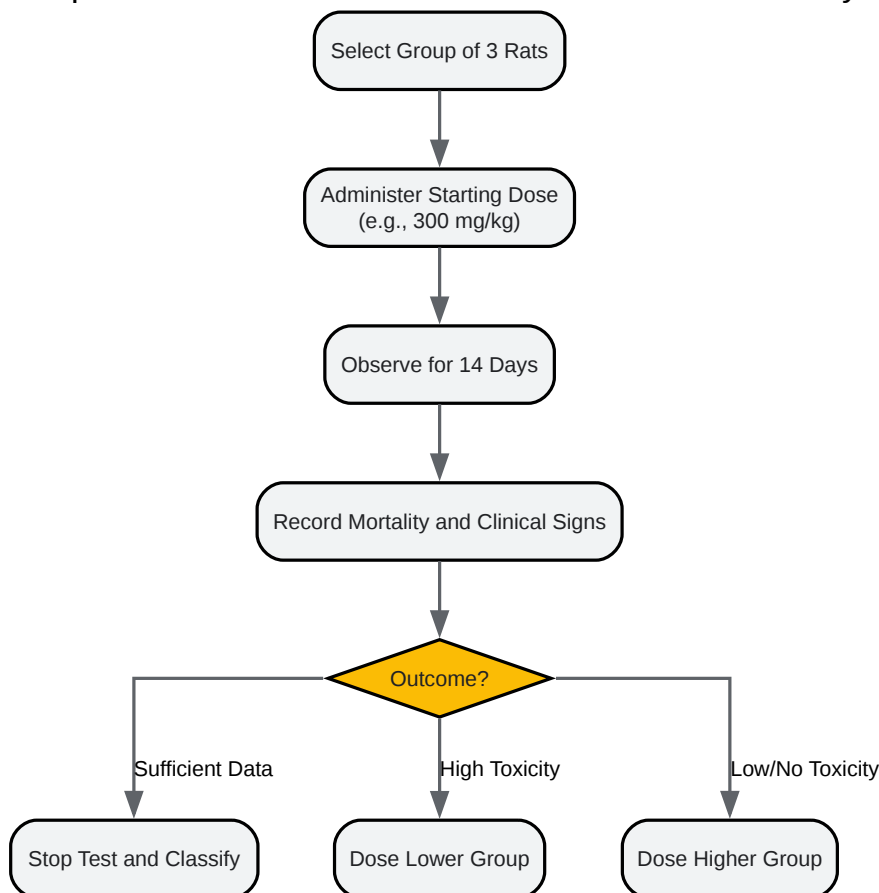 Select Group of 3 Rats
Administer Starting Dose
(e.g., 300 mg/kg)
Observe for 14 Days
Record Mortality and Clinical Signs
Outcome?
Sufficient Data
High Toxicity
Low/No Toxicity
Stop Test and Classify
Dose Lower Group
Dose Higher Group